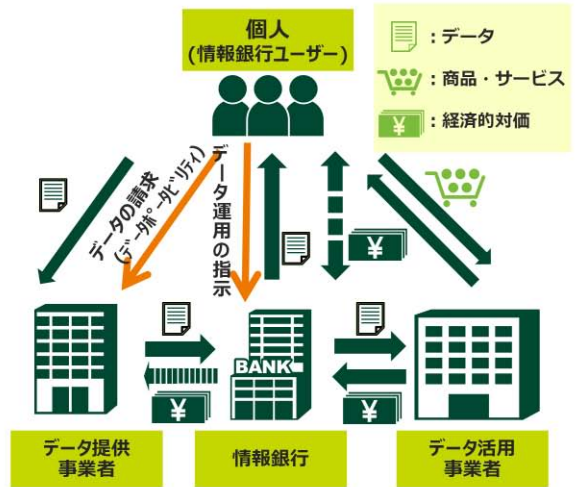 個人
(情報銀行ユーザー)
：データ
：商品・サービス
¥ ：経済的対価
データの請求
(データポータビリティ)
データ運用の指示
¥
BANK
¥
¥
データ提供
事業者
情報銀行
データ活用
事業者